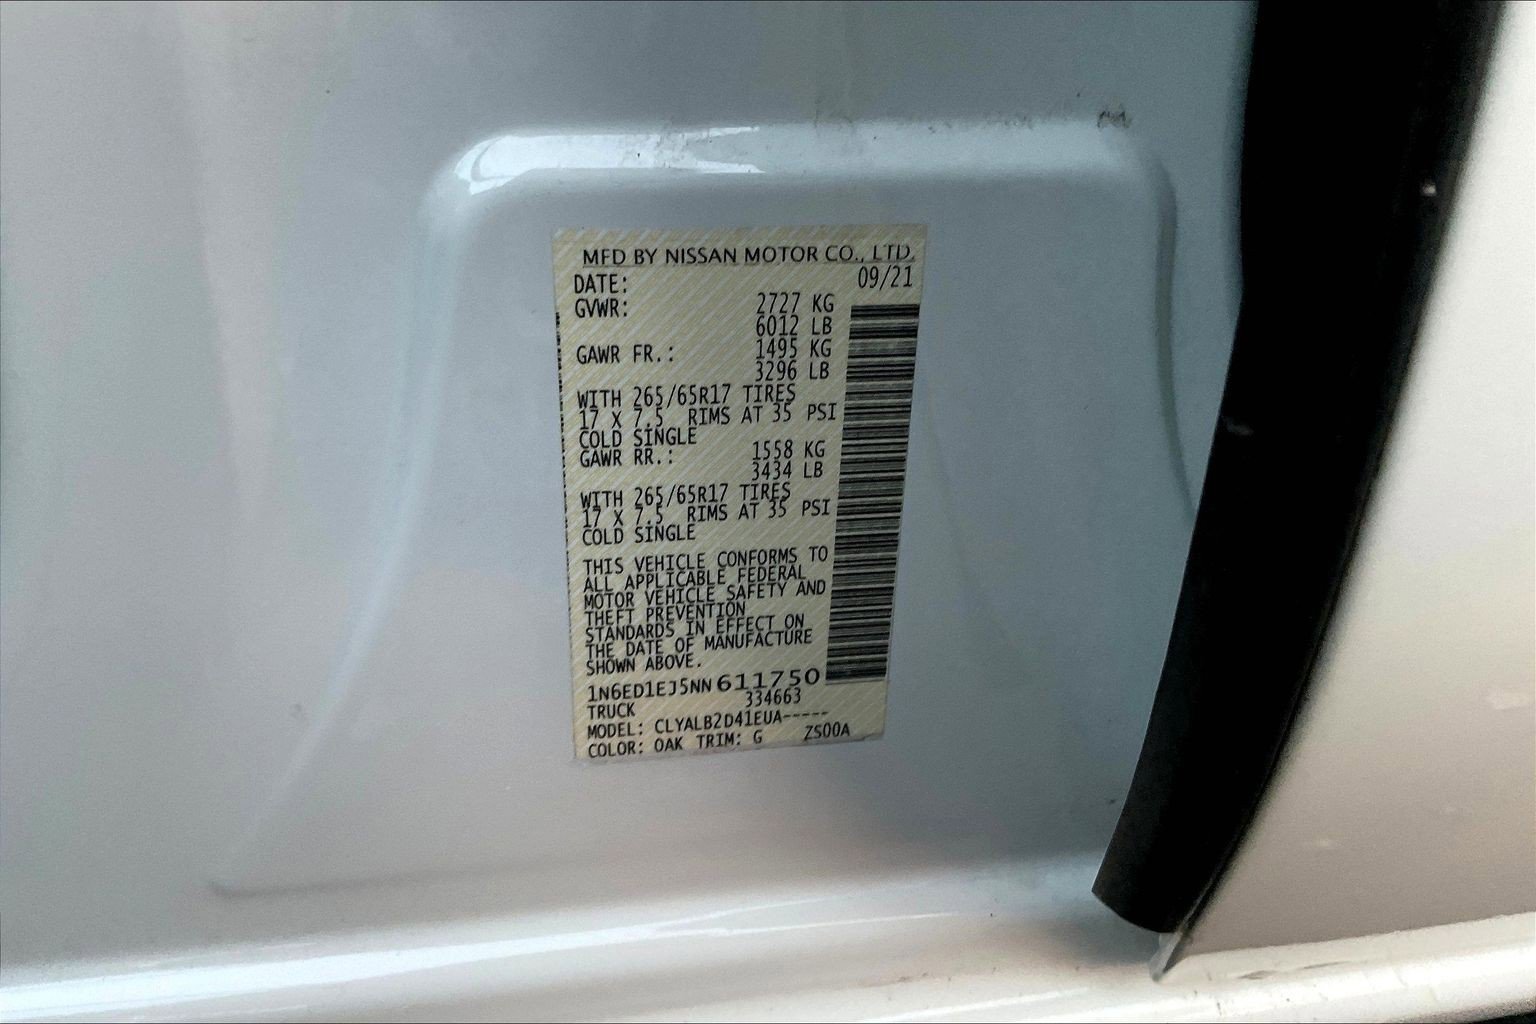 MFD BY NISSAN MOTOR CO., LTD.
DATE: 09/21
GVWR: 2727 KG
6012 LB
GAWR FR.: 1495 KG
3296 LB
WITH 265/65R17 TIRES
17 X 7.5 RIMS AT 35 PSI
COLD SINGLE
GAWR RR.: 1558 KG
3434 LB
WITH 265/65R17 TIRES
17 X 7.5 RIMS AT 35 PSI
COLD SINGLE
THIS VEHICLE CONFORMS TO
ALL APPLICABLE FEDERAL
MOTOR VEHICLE SAFETY AND
THEFT PREVENTION
STANDARDS IN EFFECT ON
THE DATE OF MANUFACTURE
SHOWN ABOVE.
1N6ED1EJ5NN611750
TRUCK 334663
MODEL: CLYALB2D41EUA-----
COLOR: OAK TRIM: G ZS00A